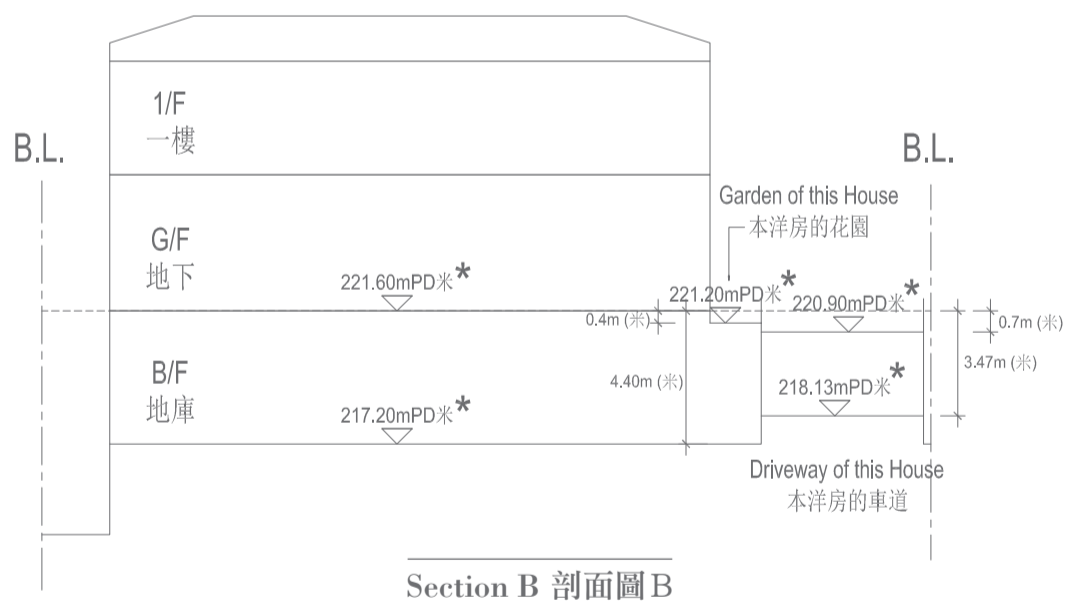 1/F
一樓
B.L.
B.L.
Garden of this House
本洋房的花園
G/F
地下
221.60mPD米*
221.20mPD米*
220.90mPD米*
0.4m (米)
0.7m (米)
3.47m (米)
B/F
地庫
4.40m (米)
218.13mPD米*
217.20mPD米*
Driveway of this House
本洋房的車道
Section B 剖面圖B